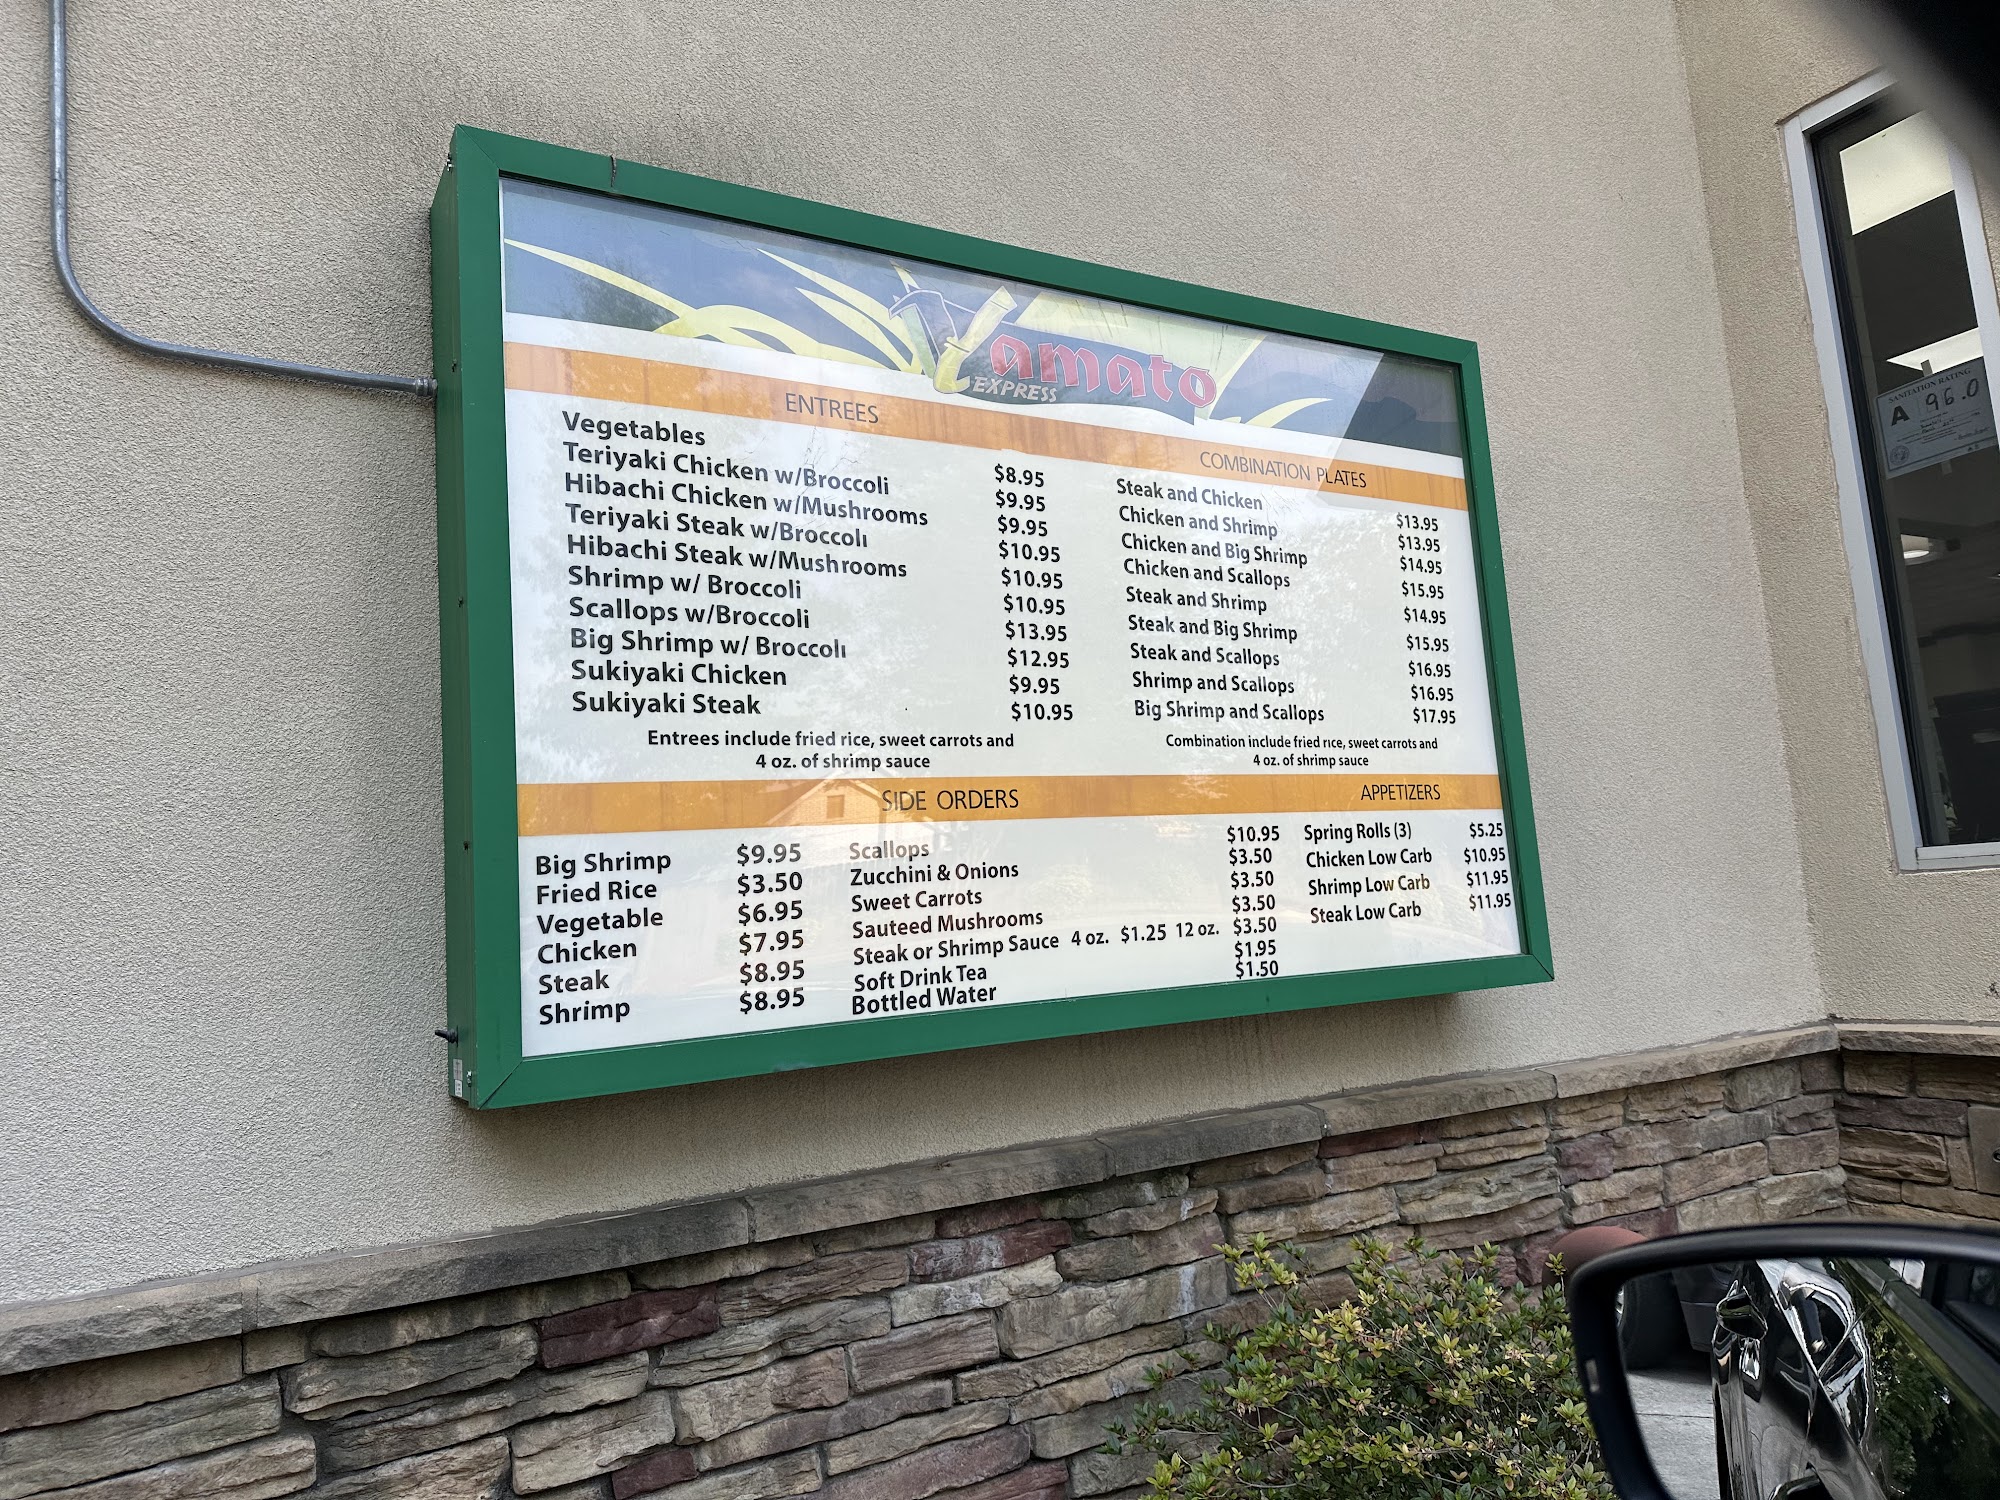 Yamato
EXPRESS
ENTREES
Vegetables $8.95
Teriyaki Chicken w/Broccoli $9.95
Hibachi Chicken w/Mushrooms $9.95
Teriyaki Steak w/Broccoli $10.95
Hibachi Steak w/Mushrooms $10.95
Shrimp w/ Broccoli $10.95
Scallops w/Broccoli $13.95
Big Shrimp w/ Broccoli $12.95
Sukiyaki Chicken $9.95
Sukiyaki Steak $10.95
Entrees include fried rice, sweet carrots and
4 oz. of shrimp sauce
COMBINATION PLATES
Steak and Chicken $13.95
Chicken and Shrimp $13.95
Chicken and Big Shrimp $14.95
Chicken and Scallops $15.95
Steak and Shrimp $14.95
Steak and Big Shrimp $15.95
Steak and Scallops $16.95
Shrimp and Scallops $16.95
Big Shrimp and Scallops $17.95
Combination include fried rice, sweet carrots and
4 oz. of shrimp sauce
SIDE ORDERS
Big Shrimp $9.95
Fried Rice $3.50
Vegetable $6.95
Chicken $7.95
Steak $8.95
Shrimp $8.95
Scallops $10.95
Zucchini & Onions $3.50
Sweet Carrots $3.50
Sauteed Mushrooms $3.50
Steak or Shrimp Sauce 4 oz. $1.25 12 oz. $3.50
Soft Drink Tea $1.95
Bottled Water $1.50
APPETIZERS
Spring Rolls (3) $5.25
Chicken Low Carb $10.95
Shrimp Low Carb $11.95
Steak Low Carb $11.95
SANITATION RATING
A 96.0